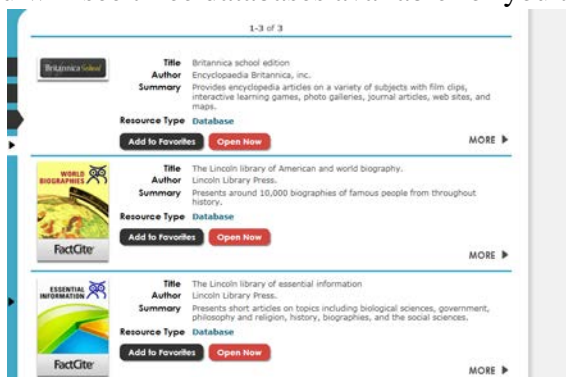 1-3 of 3
Britannica School
Title Britannica school edition
Author Encyclopaedia Britannica, inc.
Summary Provides encyclopedia articles on a variety of subjects with film clips,
interactive learning games, photo galleries, journal articles, web sites, and
maps.
Resource Type Database
Add to Favorites Open Now MORE
WORLD
BIOGRAPHIES
FactCite
Title The Lincoln library of American and world biography.
Author Lincoln Library Press.
Summary Presents around 10,000 biographies of famous people from throughout
history.
Resource Type Database
Add to Favorites Open Now
MORE
ESSENTIAL
INFORMATION
FactCite
Title The Lincoln library of essential information
Author Lincoln Library Press.
Summary Presents short articles on topics including biological sciences, government,
philosophy and religion, history, biographies, and the social sciences.
Resource Type Database
Add to Favorites Open Now
MORE